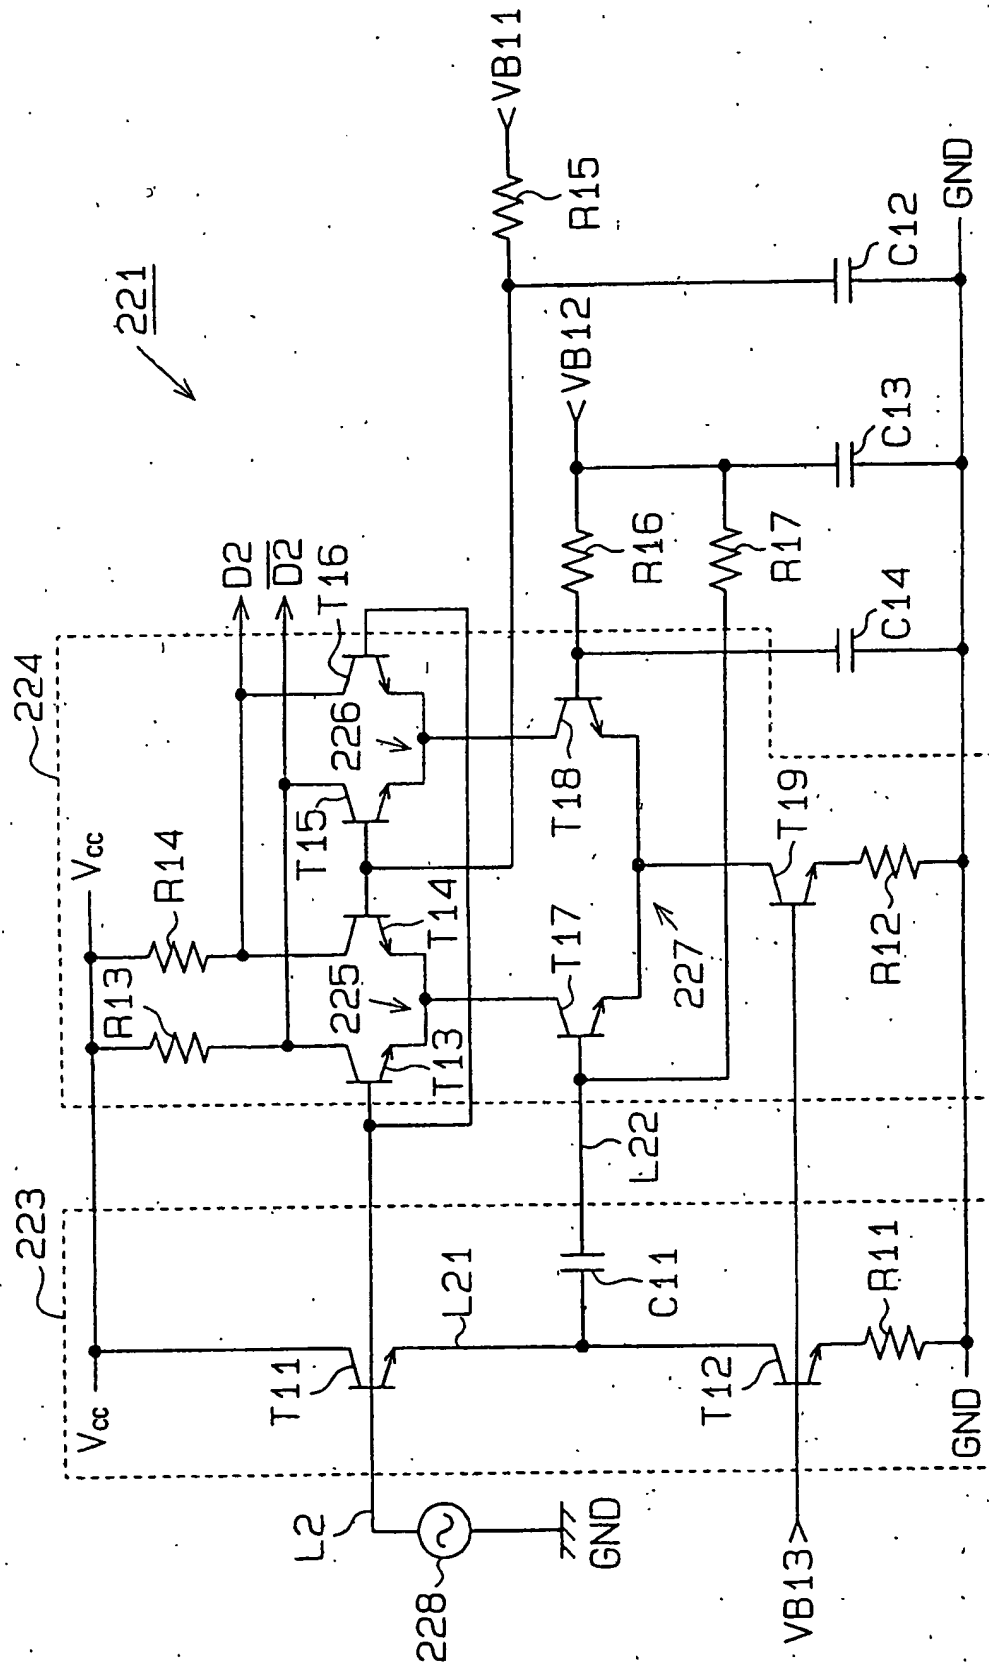 221
224
223
Vcc
Vcc
R13
R14
D2
D2
T16
226
T15
T14
225
T13
T11
L2
228
GND
L21
C11
L22
T17
T18
227
T12
T19
R11
R12
VB13
GND
VB11
R15
VB12
R16
R17
C12
C13
C14
GND